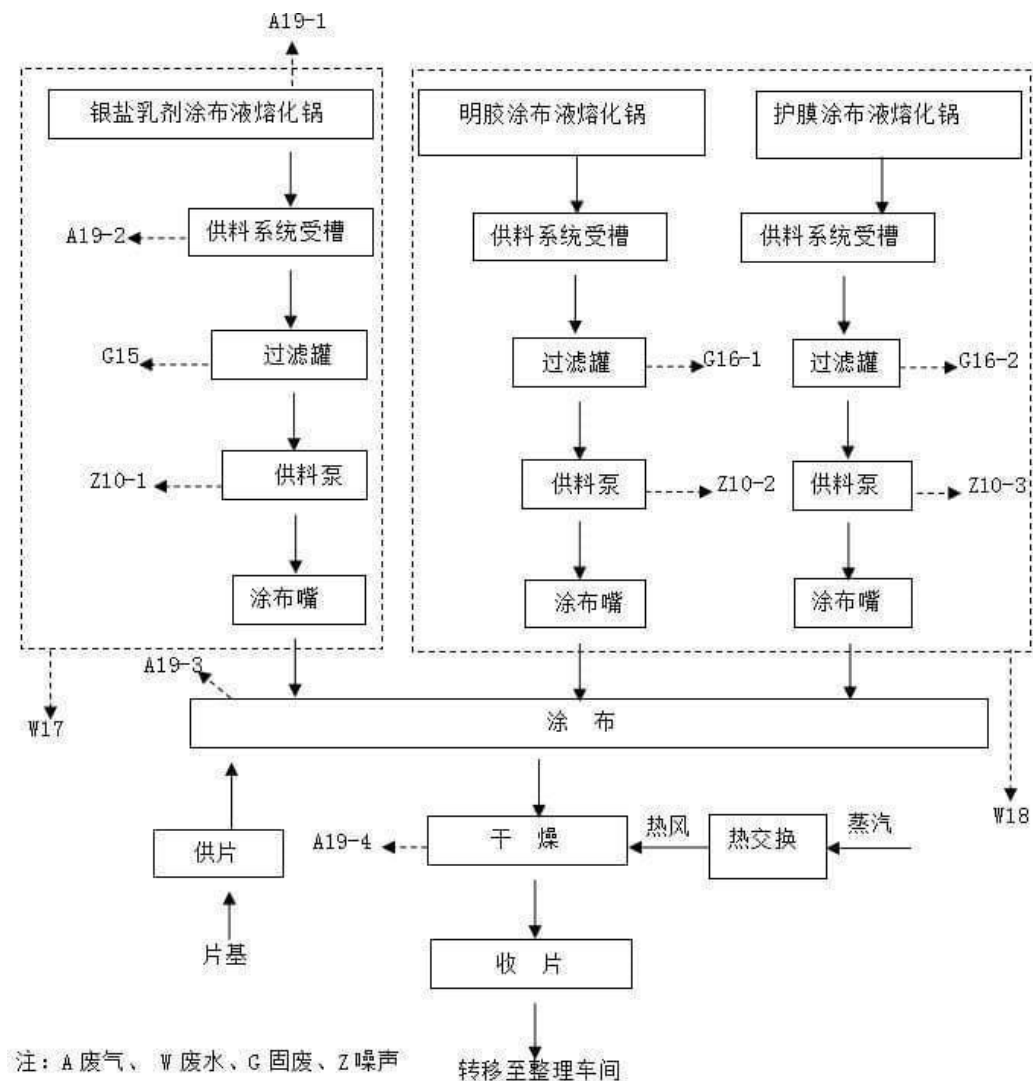 A19-1
银盐乳剂涂布液熔化锅
明胶涂布液熔化锅
护膜涂布液熔化锅
A19-2
供料系统受槽
供料系统受槽
供料系统受槽
G15
过滤罐
过滤罐
G16-1
过滤罐
G16-2
Z10-1
供料泵
供料泵
Z10-2
供料泵
Z10-3
涂布嘴
涂布嘴
涂布嘴
A19-3
W17
涂 布
W18
供片
A19-4
干 燥
热风
热交换
蒸汽
片基
收 片
注：A废气、 W废水、G固废、Z噪声
转移至整理车间